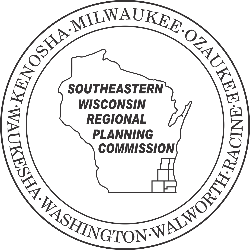 KENOSHA·MILWAUKEE·OZAUKEE·RACINE·WALWORTH·WASHINGTON·WAUKESHA·
SOUTHEASTERN
WISCONSIN
REGIONAL
PLANNING
COMMISSION